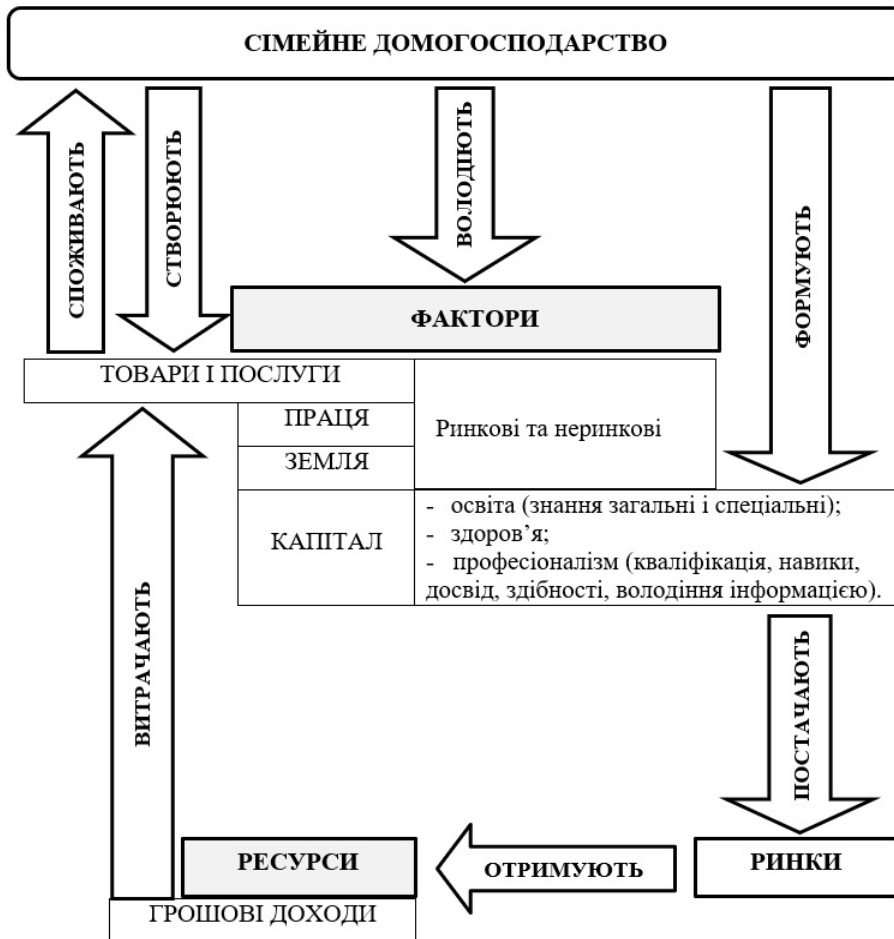 СІМЕЙНЕ ДОМОГОСПОДАРСТВО
СПОЖИВАЮТЬ
СТВОРЮЮТЬ
ВОЛОДІЮТЬ
ФОРМУЮТЬ
ФАКТОРИ
ТОВАРИ І ПОСЛУГИ
ПРАЦЯ
Ринкові та неринкові
ЗЕМЛЯ
КАПІТАЛ
- освіта (знання загальні і спеціальні);
- здоров’я;
- професіоналізм (кваліфікація, навики,
досвід, здібності, володіння інформацією).
ВИТРАЧАЮТЬ
ПОСТАЧАЮТЬ
РЕСУРСИ
ОТРИМУЮТЬ
РИНКИ
ГРОШОВІ ДОХОДИ